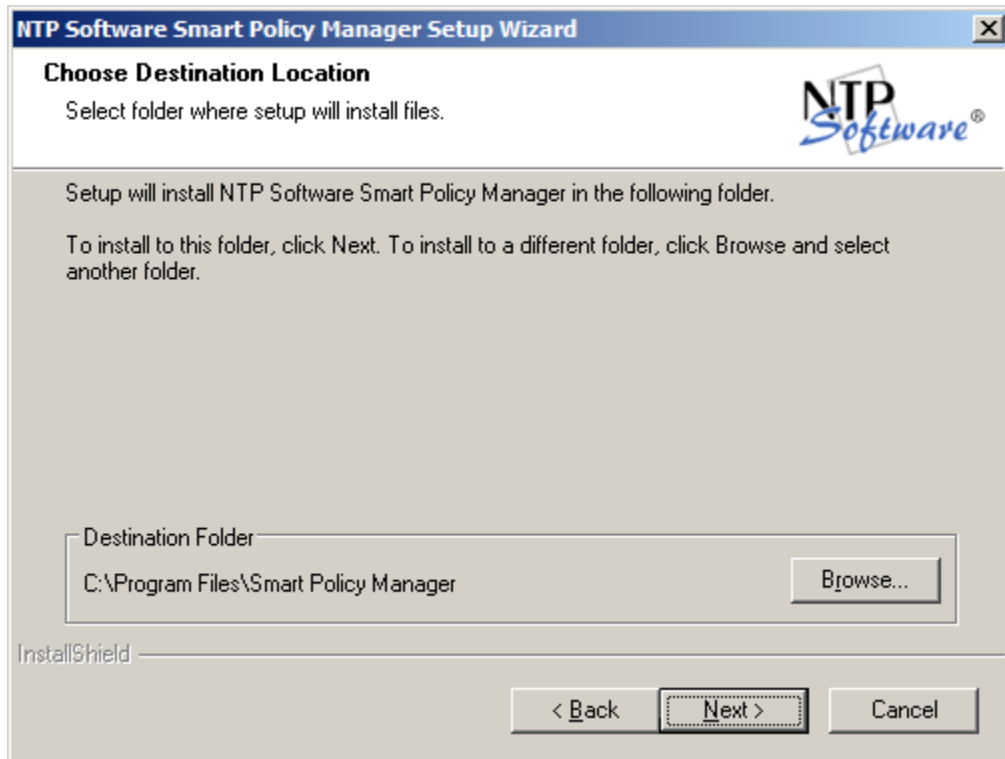 NTP Software Smart Policy Manager Setup Wizard
Choose Destination Location
Select folder where setup will install files.
NTP
Software®
Setup will install NTP Software Smart Policy Manager in the following folder.
To install to this folder, click Next. To install to a different folder, click Browse and select
another folder.
Destination Folder
C:\Program Files\Smart Policy Manager
Browse...
InstallShield
< Back
Next >
Cancel